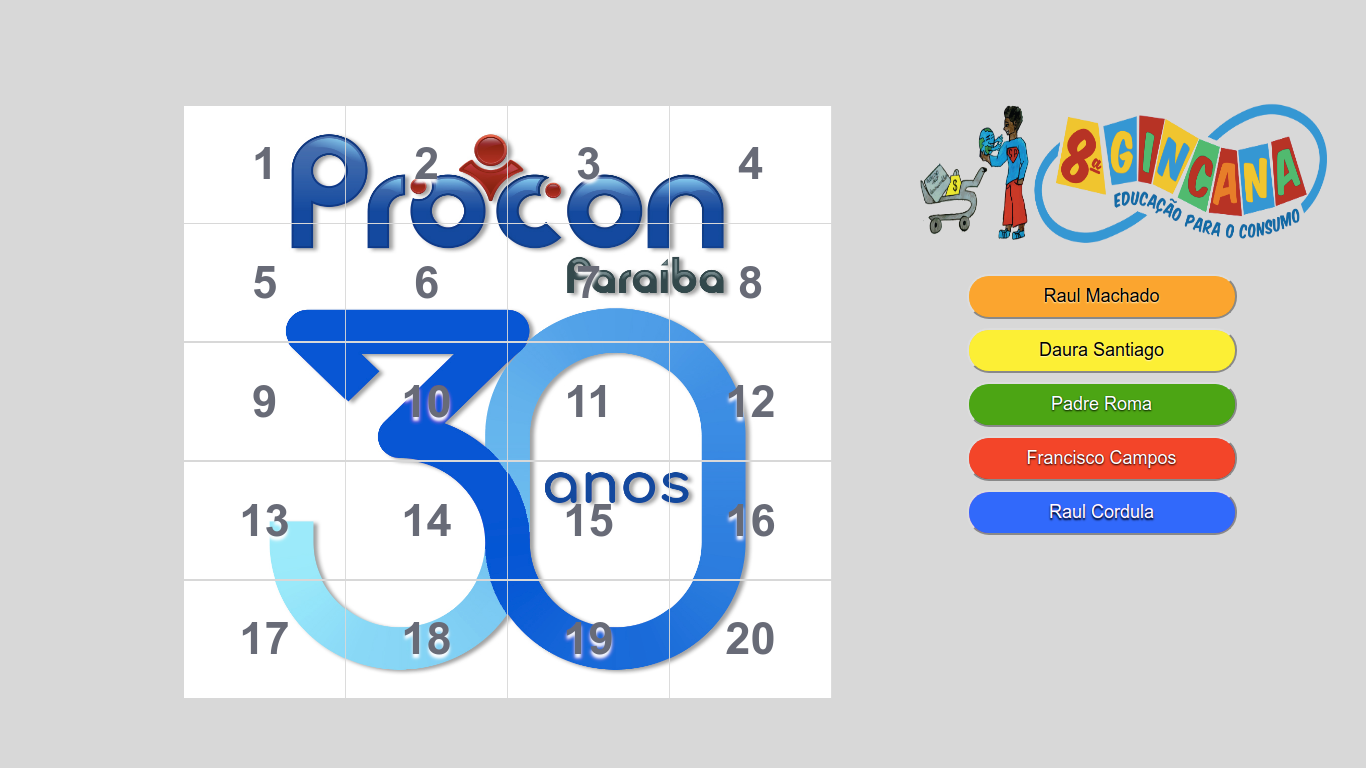 1 2 3 4
Procon
5 6 7 8
Paraíba
30
9 10 11 12
anos
13 14 15 16
17 18 19 20
8ª GINCANA
EDUCAÇÃO PARA O CONSUMO
$
Raul Machado
Daura Santiago
Padre Roma
Francisco Campos
Raul Cordula